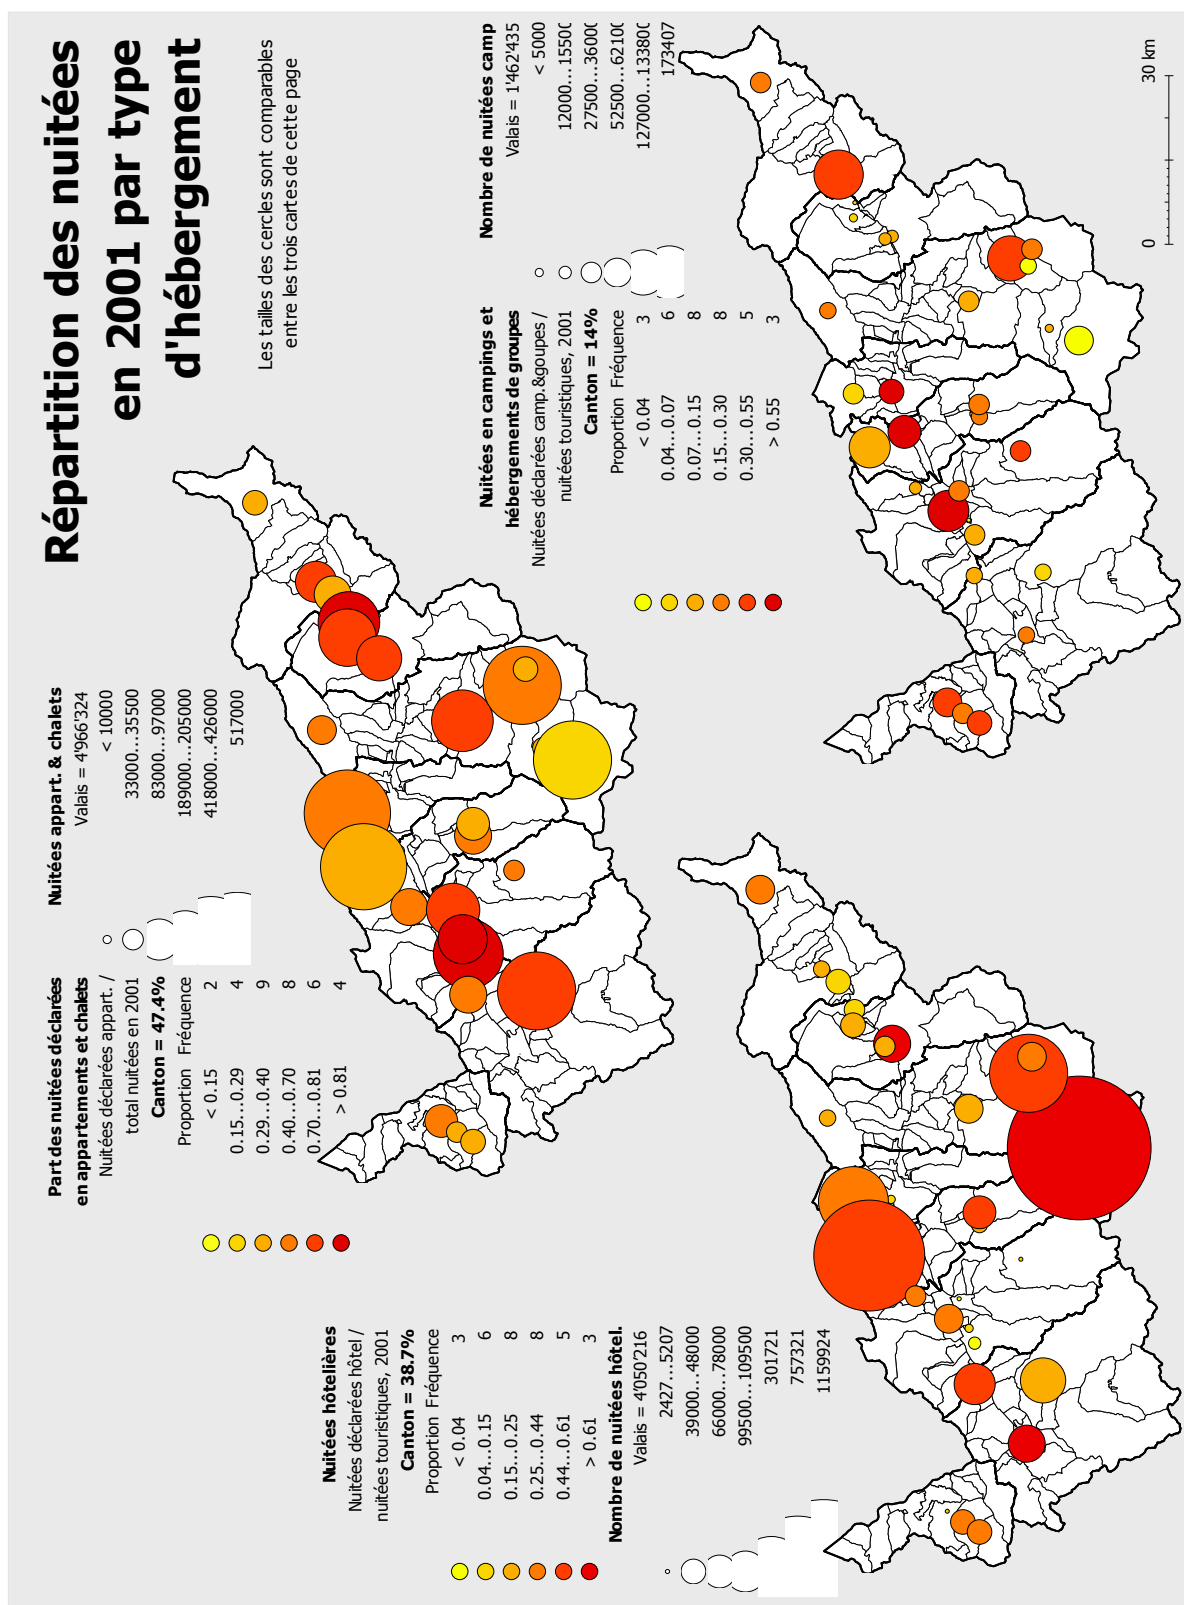 Répartition des nuitées
en 2001 par type
d'hébergement
Les tailles des cercles sont comparables
entre les trois cartes de cette page
Part des nuitées déclarées
en appartements et chalets
Nuitées déclarées appart. /
total nuitées en 2001
Canton = 47.4%
Proportion Fréquence
< 0.15 2
0.15...0.29 4
0.29...0.40 9
0.40...0.70 8
0.70...0.81 6
> 0.81 4
Nuitées appart. & chalets
Valais = 4'966'324
< 10000
33000...35500
83000...97000
189000...205000
418000...426000
517000
Nuitées en campings et
hébergements de groupes
Nuitées déclarées camp.&goupes /
nuitées touristiques, 2001
Canton = 14%
Proportion Fréquence
< 0.04 3
0.04...0.07 6
0.07...0.15 8
0.15...0.30 8
0.30...0.55 5
> 0.55 3
Nombre de nuitées camp
Valais = 1'462'435
< 5000
12000...15500
27500...36000
52500...62100
127000...133800
173407
Nuitées hôtelières
Nuitées déclarées hôtel /
nuitées touristiques, 2001
Canton = 38.7%
Proportion Fréquence
< 0.04 3
0.04...0.15 6
0.15...0.25 8
0.25...0.44 8
0.44...0.61 5
> 0.61 3
Nombre de nuitées hôtel.
Valais = 4'050'216
2427...5207
39000...48000
66000...78000
99500...109500
301721
757321
1159924
0 30 km